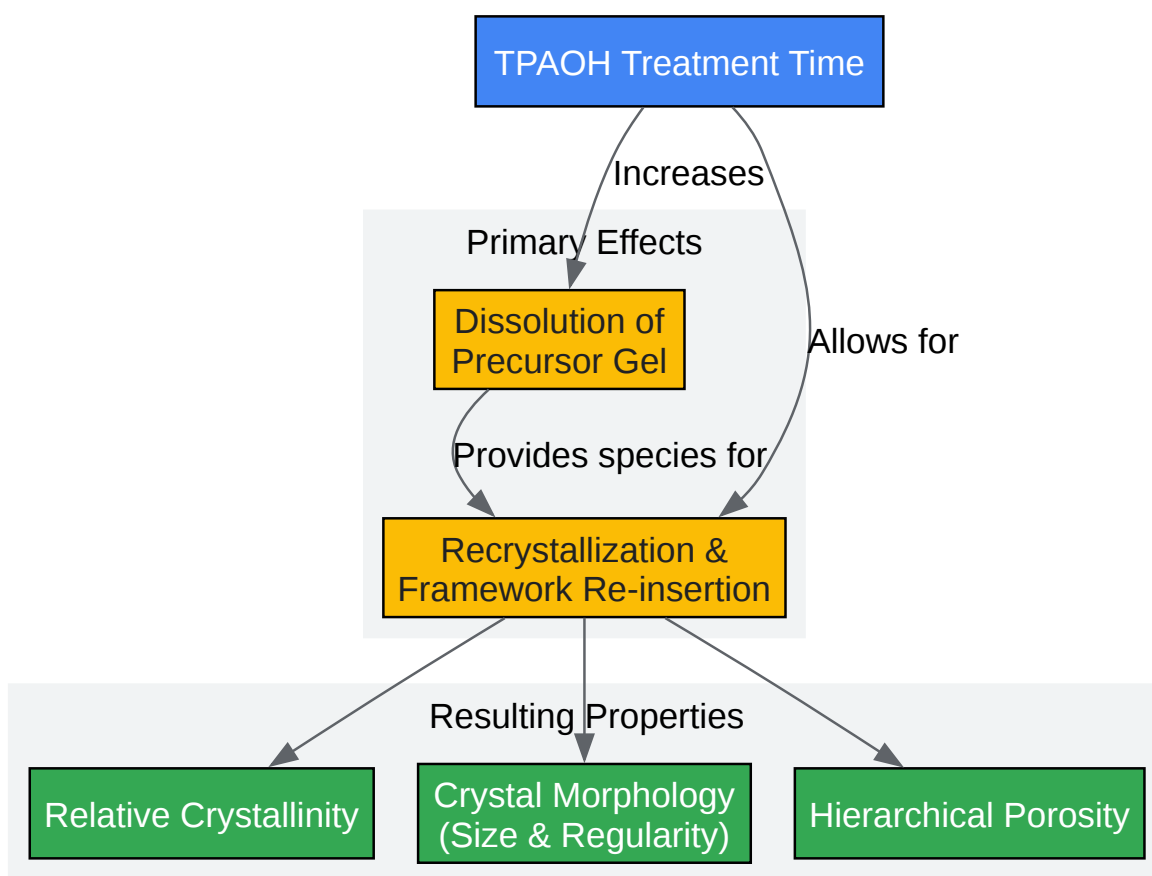 TPAOH Treatment Time
Increases
Primary Effects
Dissolution of
Precursor Gel
Allows for
Provides species for
Recrystallization &
Framework Re-insertion
Resulting Properties
Relative Crystallinity
Crystal Morphology
(Size & Regularity)
Hierarchical Porosity